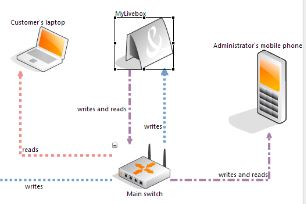 MyLivebox
Customer's laptop
Administrator's mobile phone
writes and reads
writes
reads
writes and reads
writes
Main switch